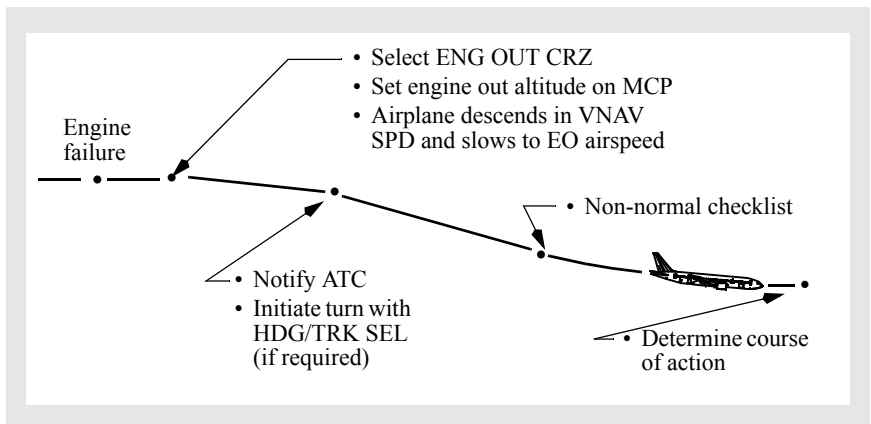 • Select ENG OUT CRZ
• Set engine out altitude on MCP
• Airplane descends in VNAV
SPD and slows to EO airspeed
Engine
failure
• Non-normal checklist
• Notify ATC
• Initiate turn with
HDG/TRK SEL
(if required)
• Determine course
of action